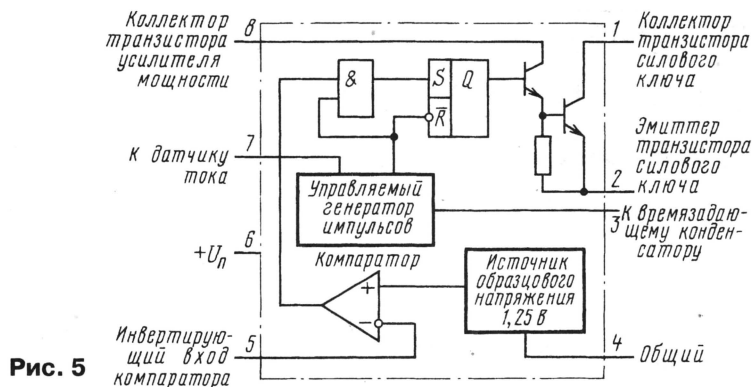 Коллектор
транзистора
усилителя
мощности
8
1
Коллектор
транзистора
силового
ключа
&
S
Q
R̅
7
К датчику
тока
Эмиттер
транзистора
силового
ключа
2
Управляемый
генератор
импульсов
3
К времязадаю-
щему конден-
сатору
6
+Uп
Компаратор
+
−
Источник
образцового
напряжения
1,25 В
Инвертирую-
щий вход
компаратора
5
4
Общий
Рис. 5